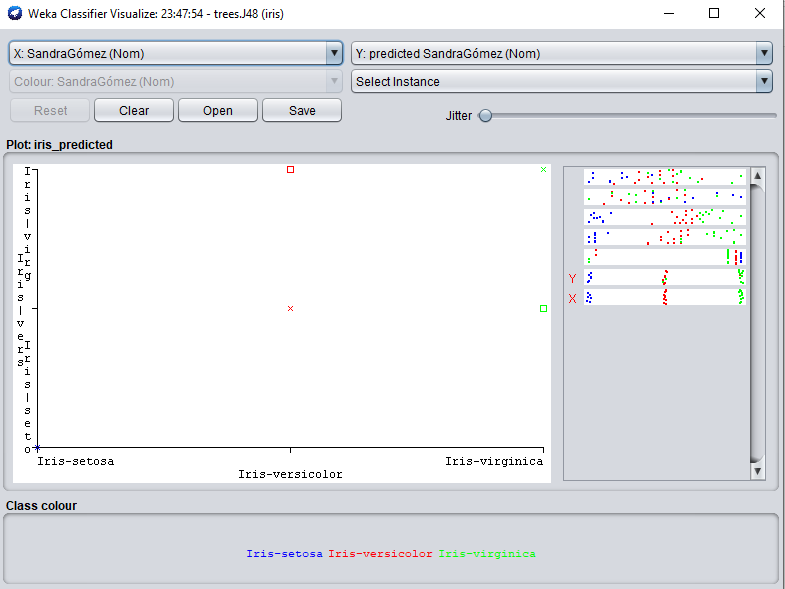 Weka Classifier Visualize: 23:47:54 - trees.J48 (iris)
X: SandraGómez (Nom)
Y: predicted SandraGómez (Nom)
Colour: SandraGómez (Nom)
Select Instance
Reset
Clear
Open
Save
Jitter
Plot: iris_predicted
Iris-virg
Iris-vers
Iris-seto
Iris-setosa
Iris-versicolor
Iris-virginica
Y
X
Class colour
Iris-setosa Iris-versicolor Iris-virginica